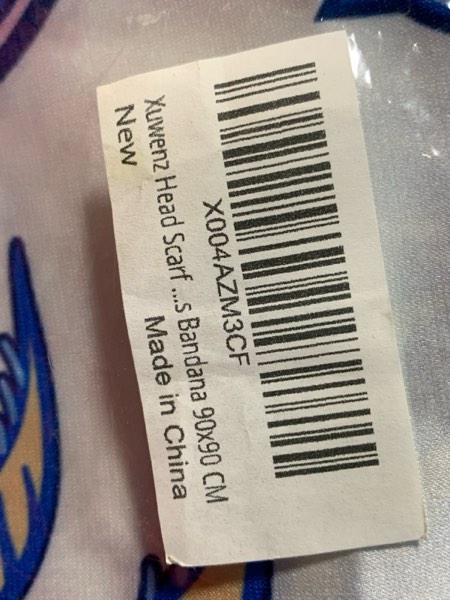 X004AZM3CF
Xuwenz Head Scarf ...s Bandana 90x90 CM
New
Made in China